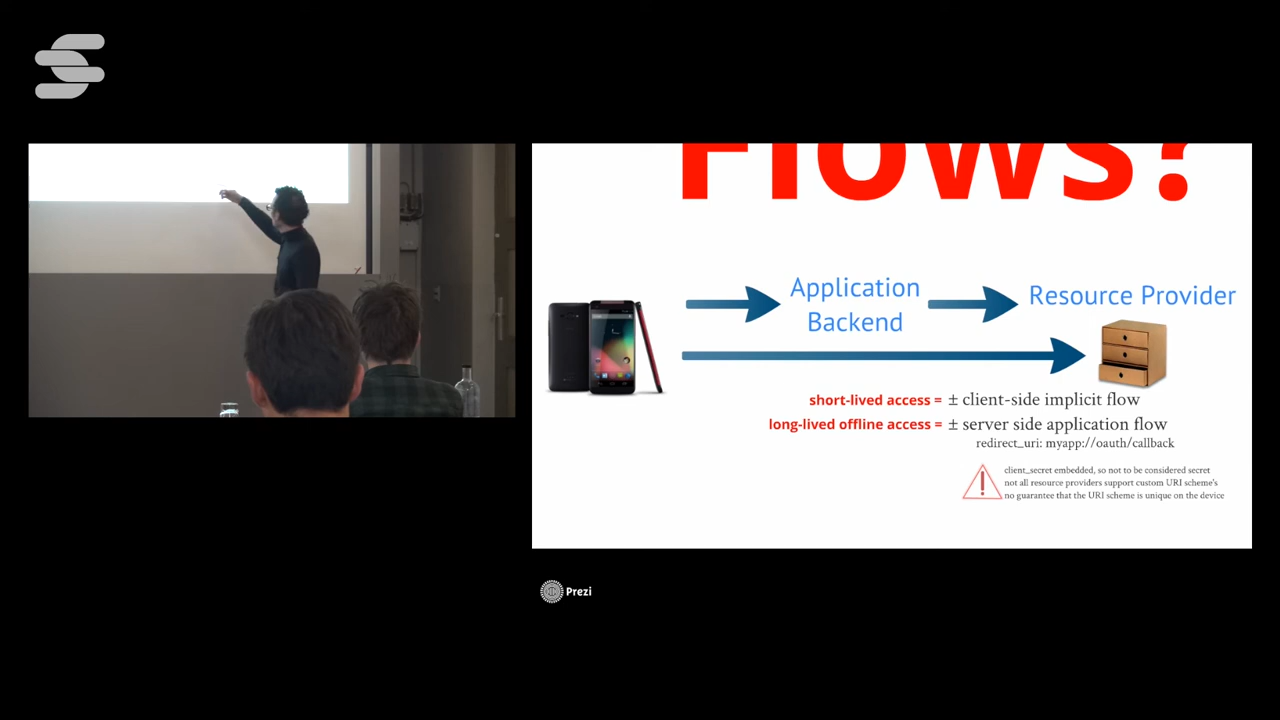 Flows?
Application
Backend
Resource Provider
short-lived access = ± client-side implicit flow
long-lived offline access = ± server side application flow
redirect_uri: myapp://oauth/callback
client_secret embedded, so not to be considered secret
not all resource providers support custom URI scheme's
no guarantee that the URI scheme is unique on the device
Prezi